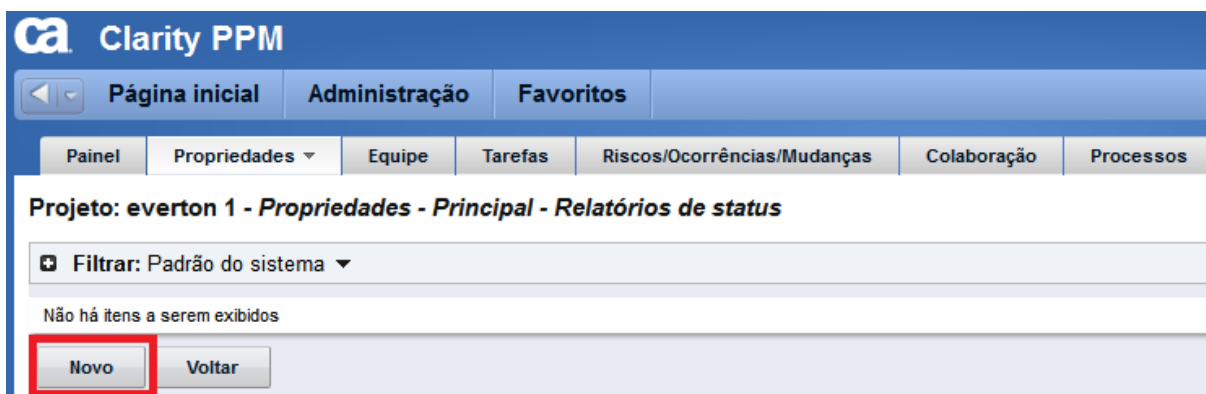 ca Clarity PPM
Página inicial Administração Favoritos
Painel Propriedades Equipe Tarefas Riscos/Ocorrências/Mudanças Colaboração Processos
Projeto: everton 1 - Propriedades - Principal - Relatórios de status
Filtrar: Padrão do sistema
Não há itens a serem exibidos
Novo Voltar